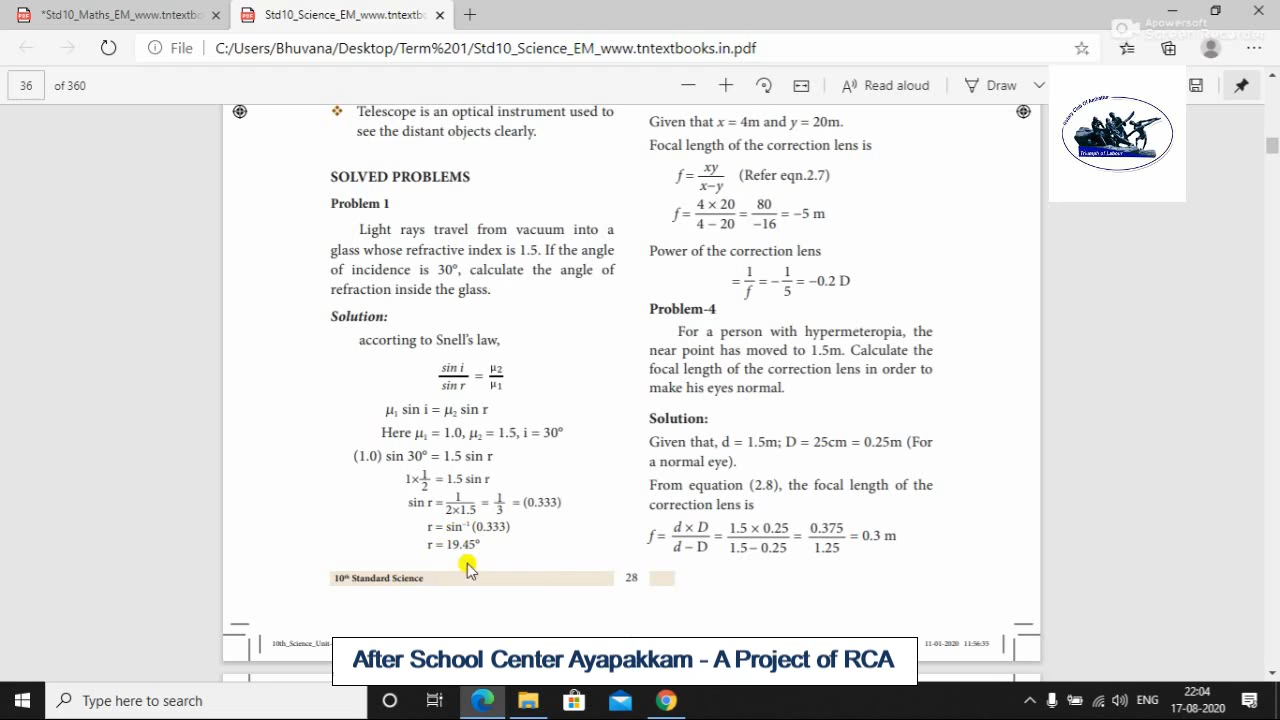 *Std10_Maths_EM_www.tntextbook
Std10_Science_EM_www.tntextbook
Apowersoft
Screen Recorder
File C:/Users/Bhuvana/Desktop/Term%201/Std10_Science_EM_www.tntextbooks.in.pdf
36 of 360
Read aloud
Draw
Triumph of Labour
❖ Telescope is an optical instrument used to
see the distant objects clearly.
SOLVED PROBLEMS
Problem 1
Light rays travel from vacuum into a
glass whose refractive index is 1.5. If the angle
of incidence is 30°, calculate the angle of
refraction inside the glass.
Solution:
accorting to Snell's law,
sin i / sin r = μ₂ / μ₁
μ₁ sin i = μ₂ sin r
Here μ₁ = 1.0, μ₂ = 1.5, i = 30°
(1.0) sin 30° = 1.5 sin r
1×1/2 = 1.5 sin r
sin r = 1/2×1.5 = 1/3 = (0.333)
r = sin⁻¹ (0.333)
r = 19.45°
Given that x = 4m and y = 20m.
Focal length of the correction lens is
f = xy / x−y (Refer eqn.2.7)
f = 4 × 20 / 4 − 20 = 80 / −16 = −5 m
Power of the correction lens
= 1/f = −1/5 = −0.2 D
Problem-4
For a person with hypermeteropia, the
near point has moved to 1.5m. Calculate the
focal length of the correction lens in order to
make his eyes normal.
Solution:
Given that, d = 1.5m; D = 25cm = 0.25m (For
a normal eye).
From equation (2.8), the focal length of the
correction lens is
f = d × D / d − D = 1.5 × 0.25 / 1.5 − 0.25 = 0.375 / 1.25 = 0.3 m
10th Standard Science 28
10th_Science_Unit-
11-01-2020 11:56:35
After School Center Ayapakkam - A Project of RCA
Type here to search
ENG
22:04
17-08-2020